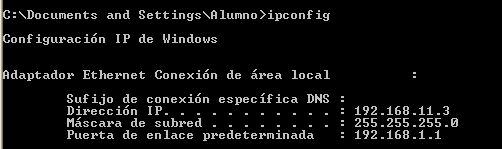 C:\Documents and Settings\Alumno>ipconfig
Configuración IP de Windows
Adaptador Ethernet Conexión de área local :
Sufijo de conexión específica DNS :
Dirección IP. . . . . . . . . . . : 192.168.11.3
Máscara de subred . . . . . . . . : 255.255.255.0
Puerta de enlace predeterminada : 192.168.1.1